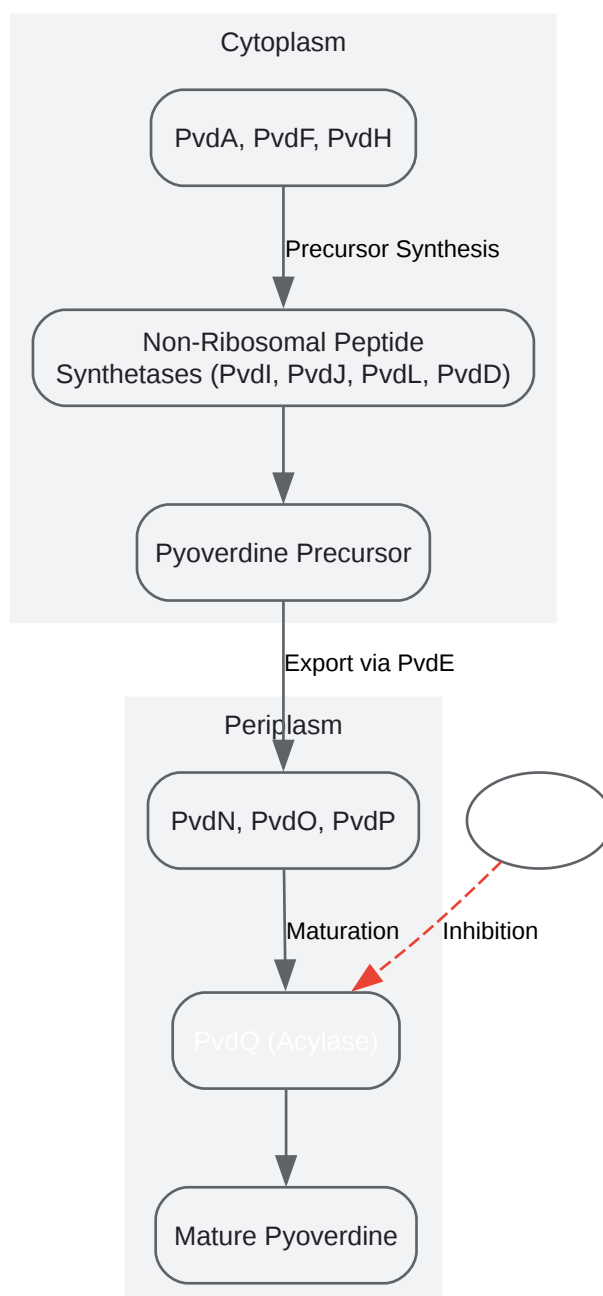 Cytoplasm
PvdA, PvdF, PvdH
Precursor Synthesis
Non-Ribosomal Peptide
Synthetases (PvdI, PvdJ, PvdL, PvdD)
Pyoverdine Precursor
Export via PvdE
Periplasm
PvdN, PvdO, PvdP
Maturation
Inhibition
PvdQ (Acylase)
Mature Pyoverdine